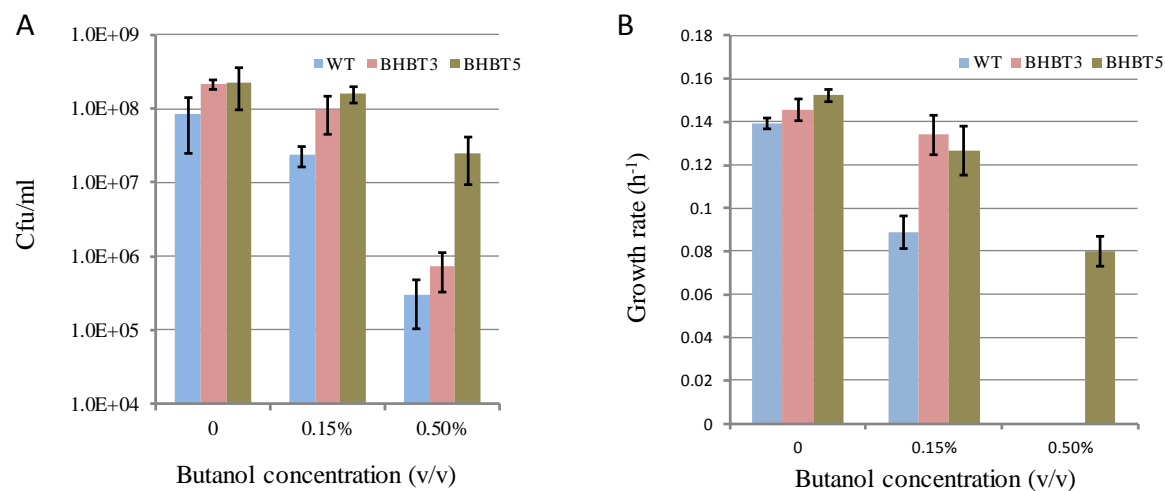 A
1.0E+09
1.0E+08
1.0E+07
1.0E+06
1.0E+05
1.0E+04
Cfu/ml
WT BHBT3 BHBT5
0 0.15% 0.50%
Butanol concentration (v/v)
B
0.18
0.16
0.14
0.12
0.1
0.08
0.06
0.04
0.02
0
Growth rate (h⁻¹)
WT BHBT3 BHBT5
0 0.15% 0.50%
Butanol concentration (v/v)